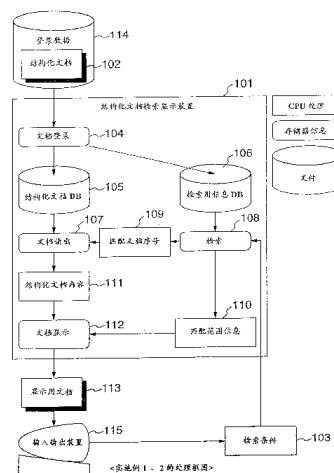 登录数据
114
结构化文档
102
101
结构化文档检索显示装置
CPU 处理
存储器信息
文件
文档登录
104
106
105
结构化文档 DB
检索用信息 DB
107
109
108
文档读出
匹配文档序号
检索
结构化文档内容
111
110
匹配范围信息
文档显示
112
显示用文档
113
115
输入输出装置
检索条件
103
<实施例 1 、 2 的处理框图>